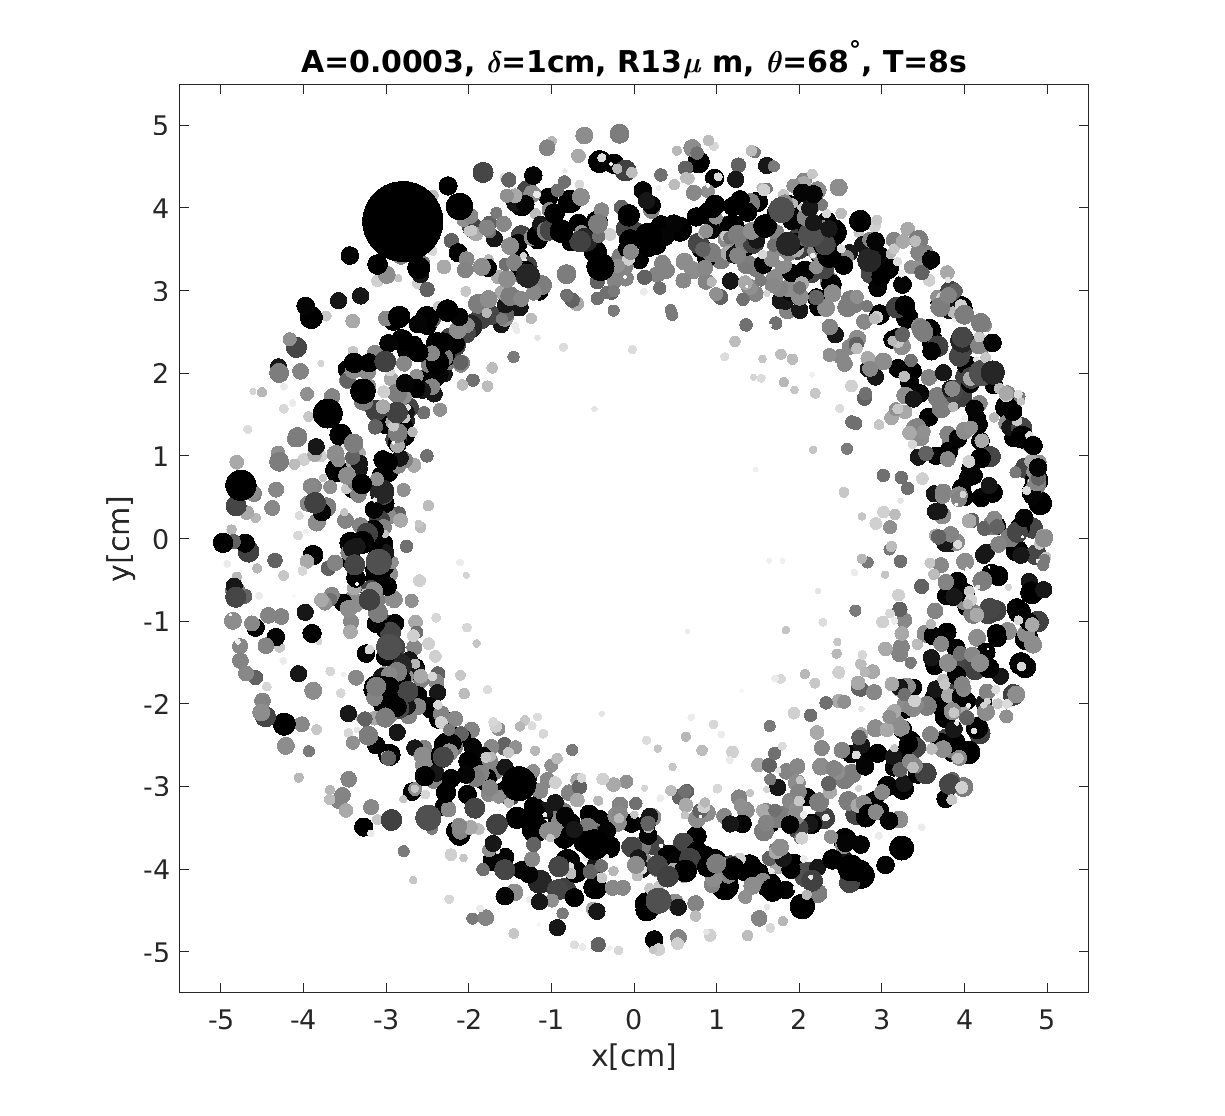 A=0.0003, δ=1cm, R13μ m, θ=68°, T=8s
5
4
3
2
1
0
-1
-2
-3
-4
-5
y[cm]
-5 -4 -3 -2 -1 0 1 2 3 4 5
x[cm]